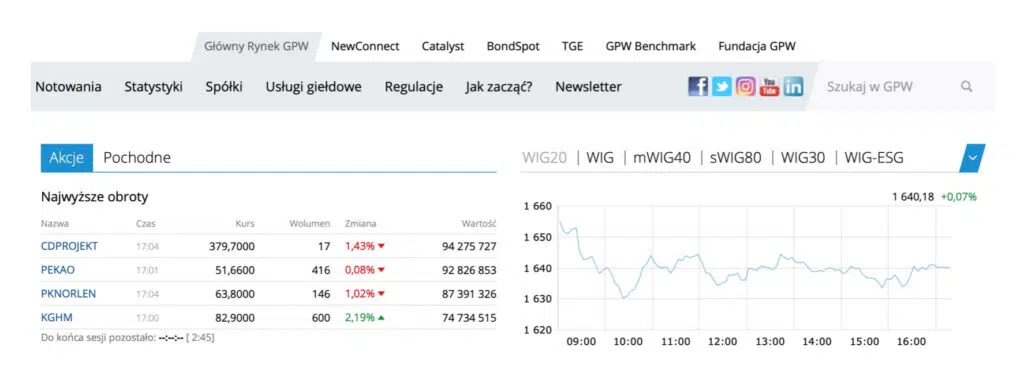 Główny Rynek GPW NewConnect Catalyst BondSpot TGE GPW Benchmark Fundacja GPW
Notowania Statystyki Spółki Usługi giełdowe Regulacje Jak zacząć? Newsletter f You Tube in Szukaj w GPW
Akcje Pochodne
Najwyższe obroty
Nazwa Czas Kurs Wolumen Zmiana Wartość
CDPROJEKT 17:04 379,7000 17 1,43% 94 275 727
PEKAO 17:01 51,6600 416 0,08% 92 826 853
PKNORLEN 17:04 63,8000 146 1,02% 87 391 326
KGHM 17:00 82,9000 600 2,19% 74 734 515
Do końca sesji pozostało: --:--:-- [ 2:45]
WIG20 | WIG | mWIG40 | sWIG80 | WIG30 | WIG-ESG
1 640,18 +0,07%
1 660
1 650
1 640
1 630
1 620
09:00 10:00 11:00 12:00 13:00 14:00 15:00 16:00